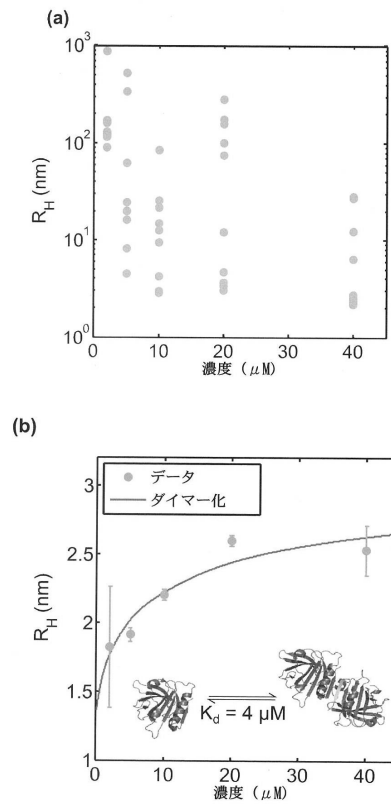 (a)
10³
10²
10¹
10⁰
R_H (nm)
0 10 20 30 40
濃度 (μM)
(b)
データ
ダイマー化
3
2.5
2
1.5
1
R_H (nm)
K_d = 4 μM
0 20 40
濃度 (μM)